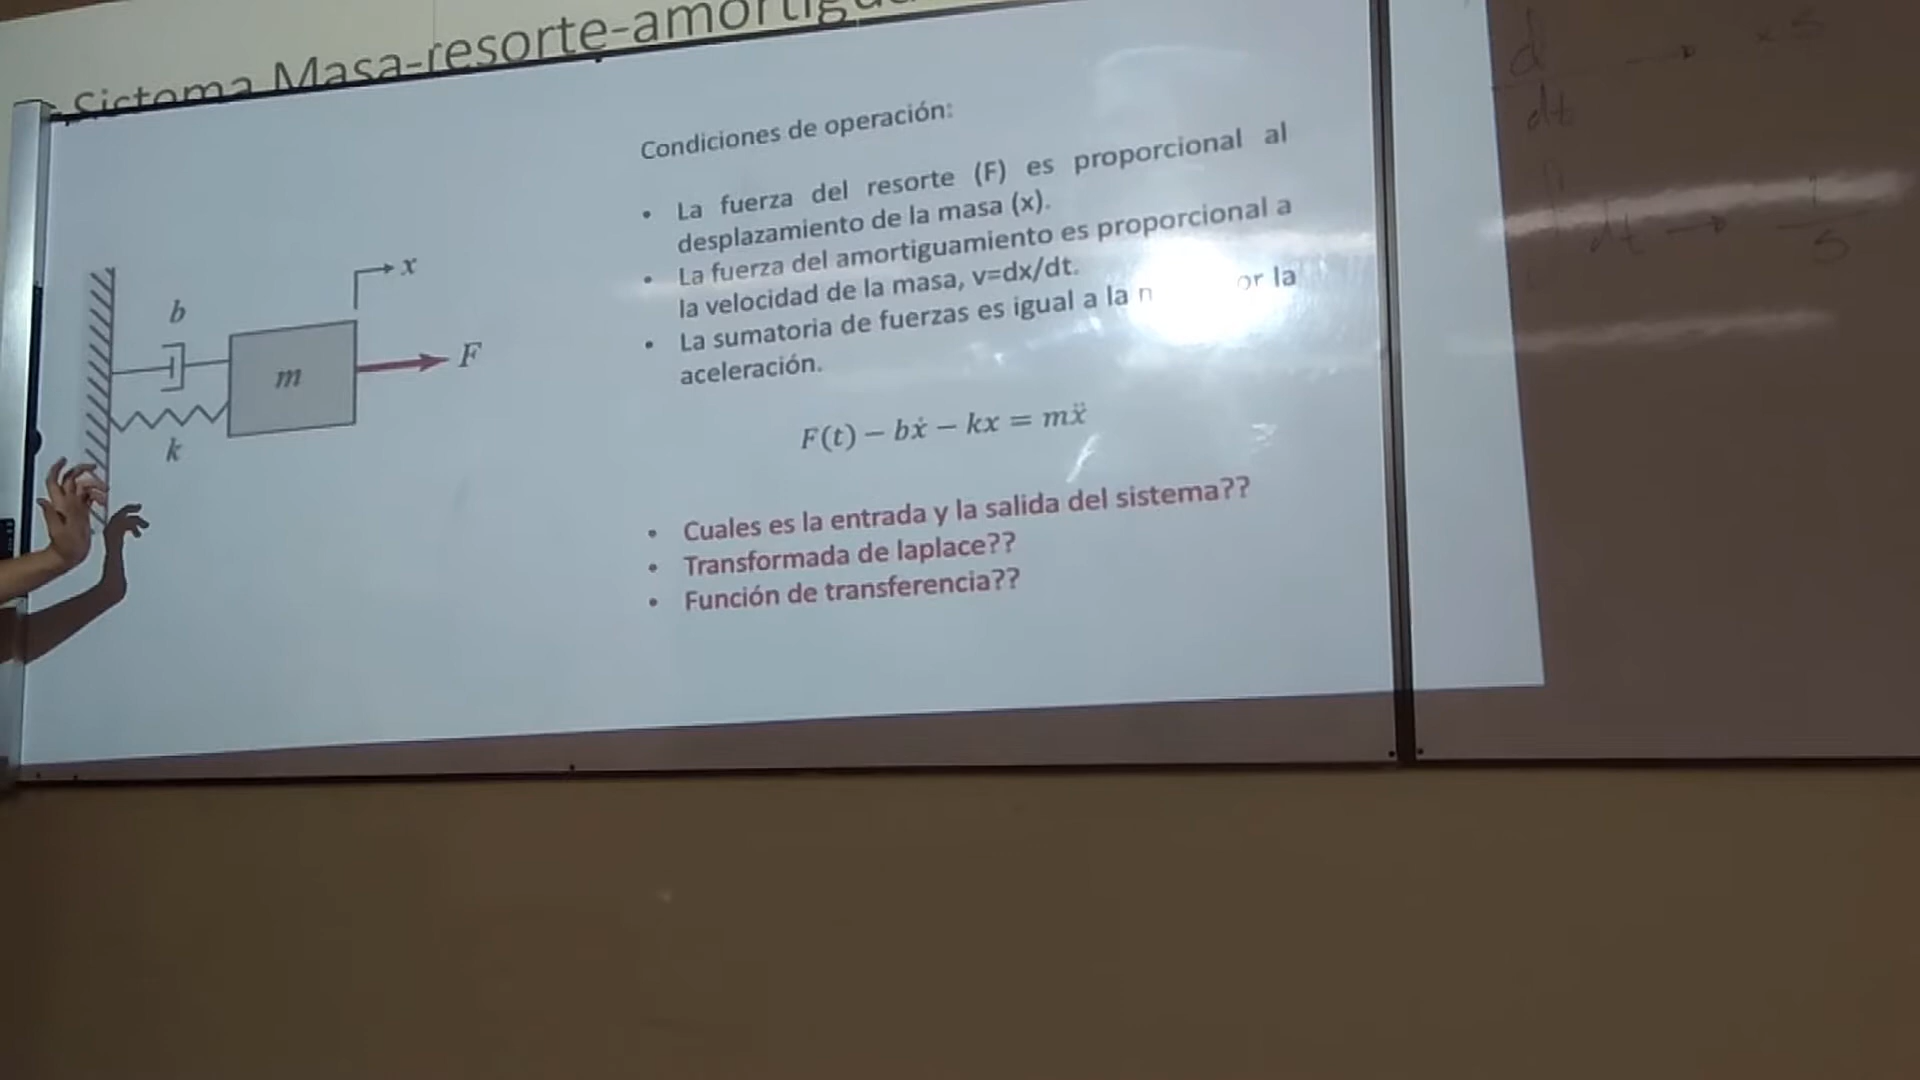 Sistema Masa-resorte-amortigu
Condiciones de operación:
• La fuerza del resorte (F) es proporcional al
desplazamiento de la masa (x).
• La fuerza del amortiguamiento es proporcional a
la velocidad de la masa, v=dx/dt.
• La sumatoria de fuerzas es igual a la or la
aceleración.
F(t) − bẋ − kx = mẍ
• Cuales es la entrada y la salida del sistema??
• Transformada de laplace??
• Función de transferencia??
x
b
F
m
k
d
dt
→ x s
dt → 1
s